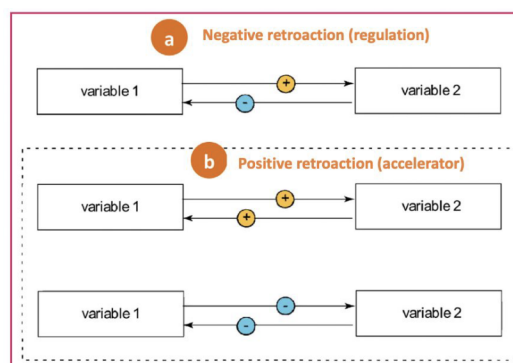 a Negative retroaction (regulation)
variable 1 + variable 2
-
b Positive retroaction (accelerator)
variable 1 + variable 2
+
variable 1 - variable 2
-